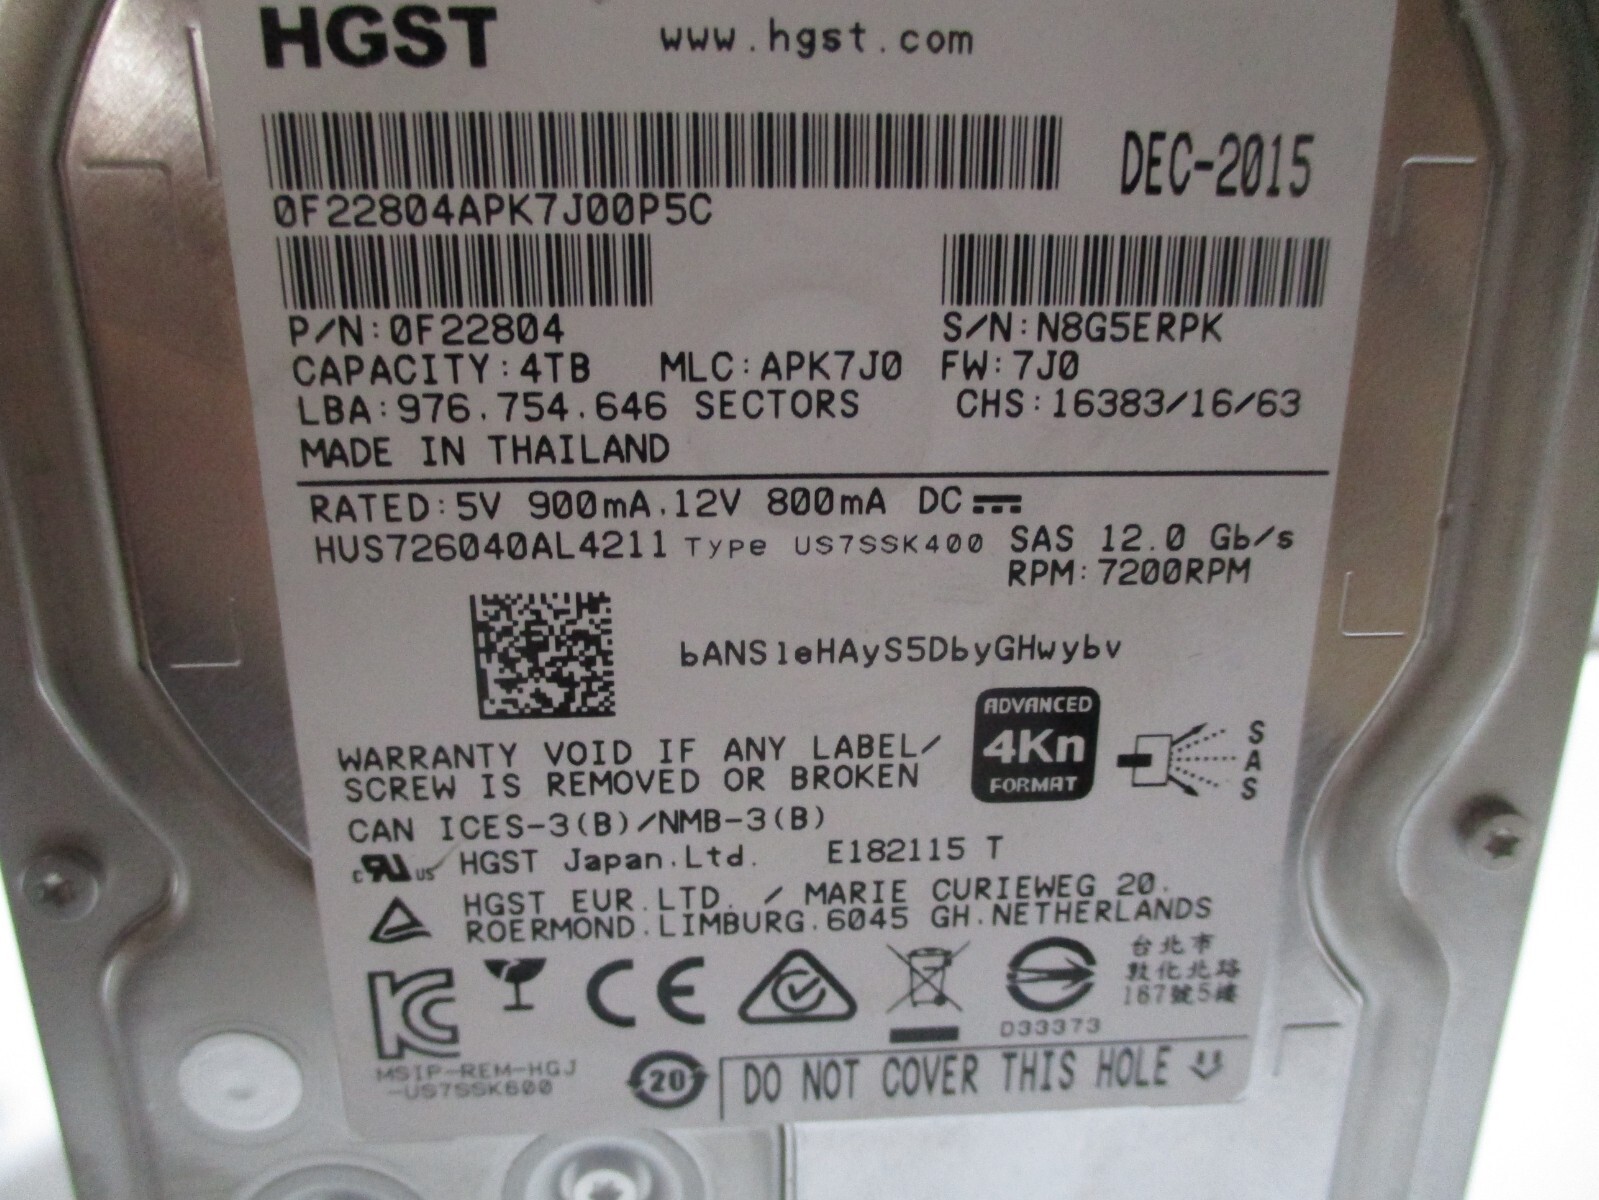 HGST www.hgst.com
DEC-2015
0F22804APK7J00P5C
P/N:0F22804 S/N:N8G5ERPK
CAPACITY:4TB MLC:APK7J0 FW:7J0
LBA:976,754,646 SECTORS CHS:16383/16/63
MADE IN THAILAND
RATED:5V 900mA,12V 800mA DC
HUS726040AL4211 Type US7SSK400 SAS 12.0 Gb/s
RPM:7200RPM
bANS1eHAyS5DbyGHwybv
ADVANCED
4Kn
FORMAT
SAS
WARRANTY VOID IF ANY LABEL/
SCREW IS REMOVED OR BROKEN
CAN ICES-3(B)/NMB-3(B)
c RU US HGST Japan,Ltd. E182115 T
HGST EUR.LTD. / MARIE CURIEWEG 20,
ROERMOND,LIMBURG,6045 GH,NETHERLANDS
台北市
敦化北路
167號5樓
D33373
MSIP-REM-HGJ
-US7SSK600
20
DO NOT COVER THIS HOLE